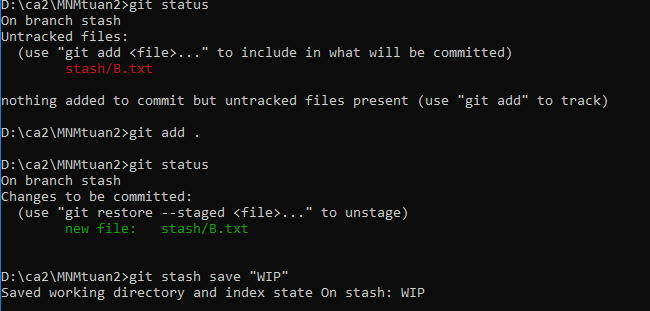 D:\ca2\MNMtuan2>git status
On branch stash
Untracked files:
  (use "git add <file>..." to include in what will be committed)
        stash/B.txt

nothing added to commit but untracked files present (use "git add" to track)

D:\ca2\MNMtuan2>git add .

D:\ca2\MNMtuan2>git status
On branch stash
Changes to be committed:
  (use "git restore --staged <file>..." to unstage)
        new file:   stash/B.txt


D:\ca2\MNMtuan2>git stash save "WIP"
Saved working directory and index state On stash: WIP